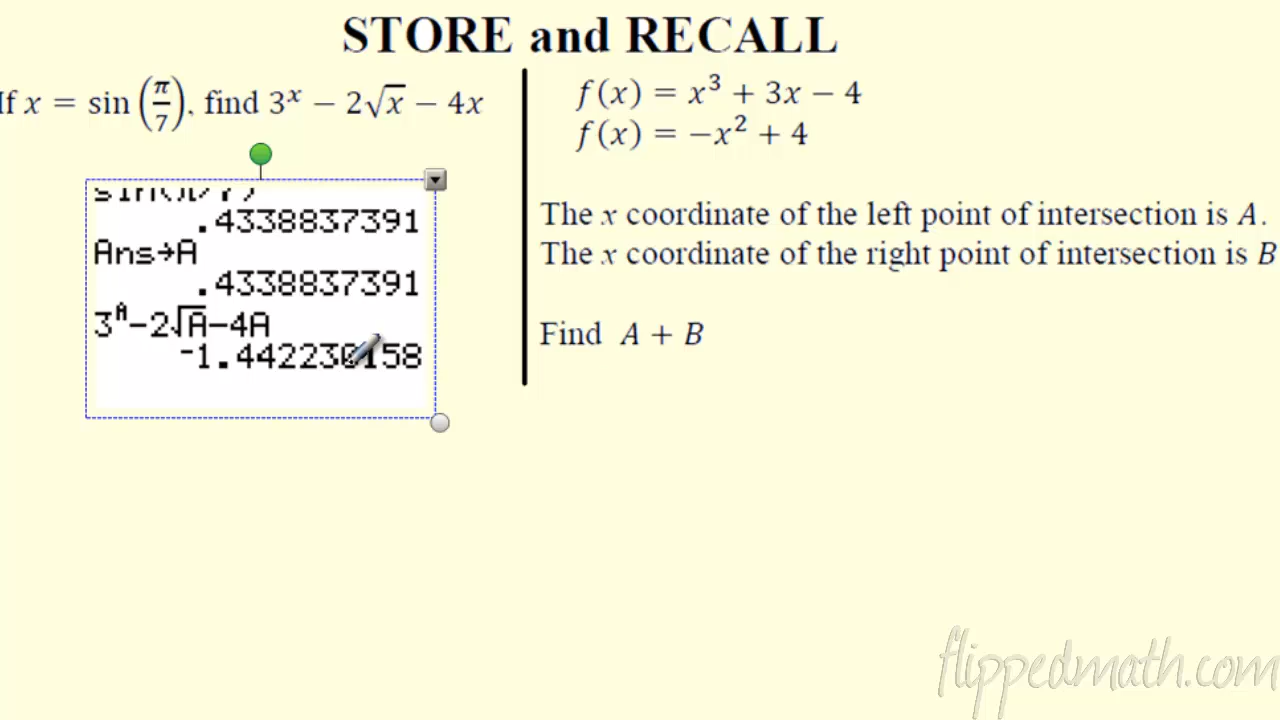 STORE and RECALL
If x = sin (π/7), find 3^x − 2√x − 4x
.4338837391
Ans→A
.4338837391
3^A−2√A−4A
-1.442230158
f(x) = x³ + 3x − 4
f(x) = −x² + 4
The x coordinate of the left point of intersection is A.
The x coordinate of the right point of intersection is B
Find A + B
flippedmath.com